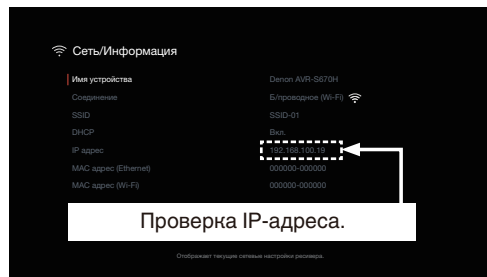 Сеть/Информация
Имя устройства Denon AVR-S670H
Соединение Б/проводное (Wi-Fi)
SSID SSID-01
DHCP Вкл.
IP адрес 192.168.100.19
MAC адрес (Ethernet) 000000-000000
MAC адрес (Wi-Fi) 000000-000000
Проверка IP-адреса.
Отображает текущие сетевые настройки ресивера.